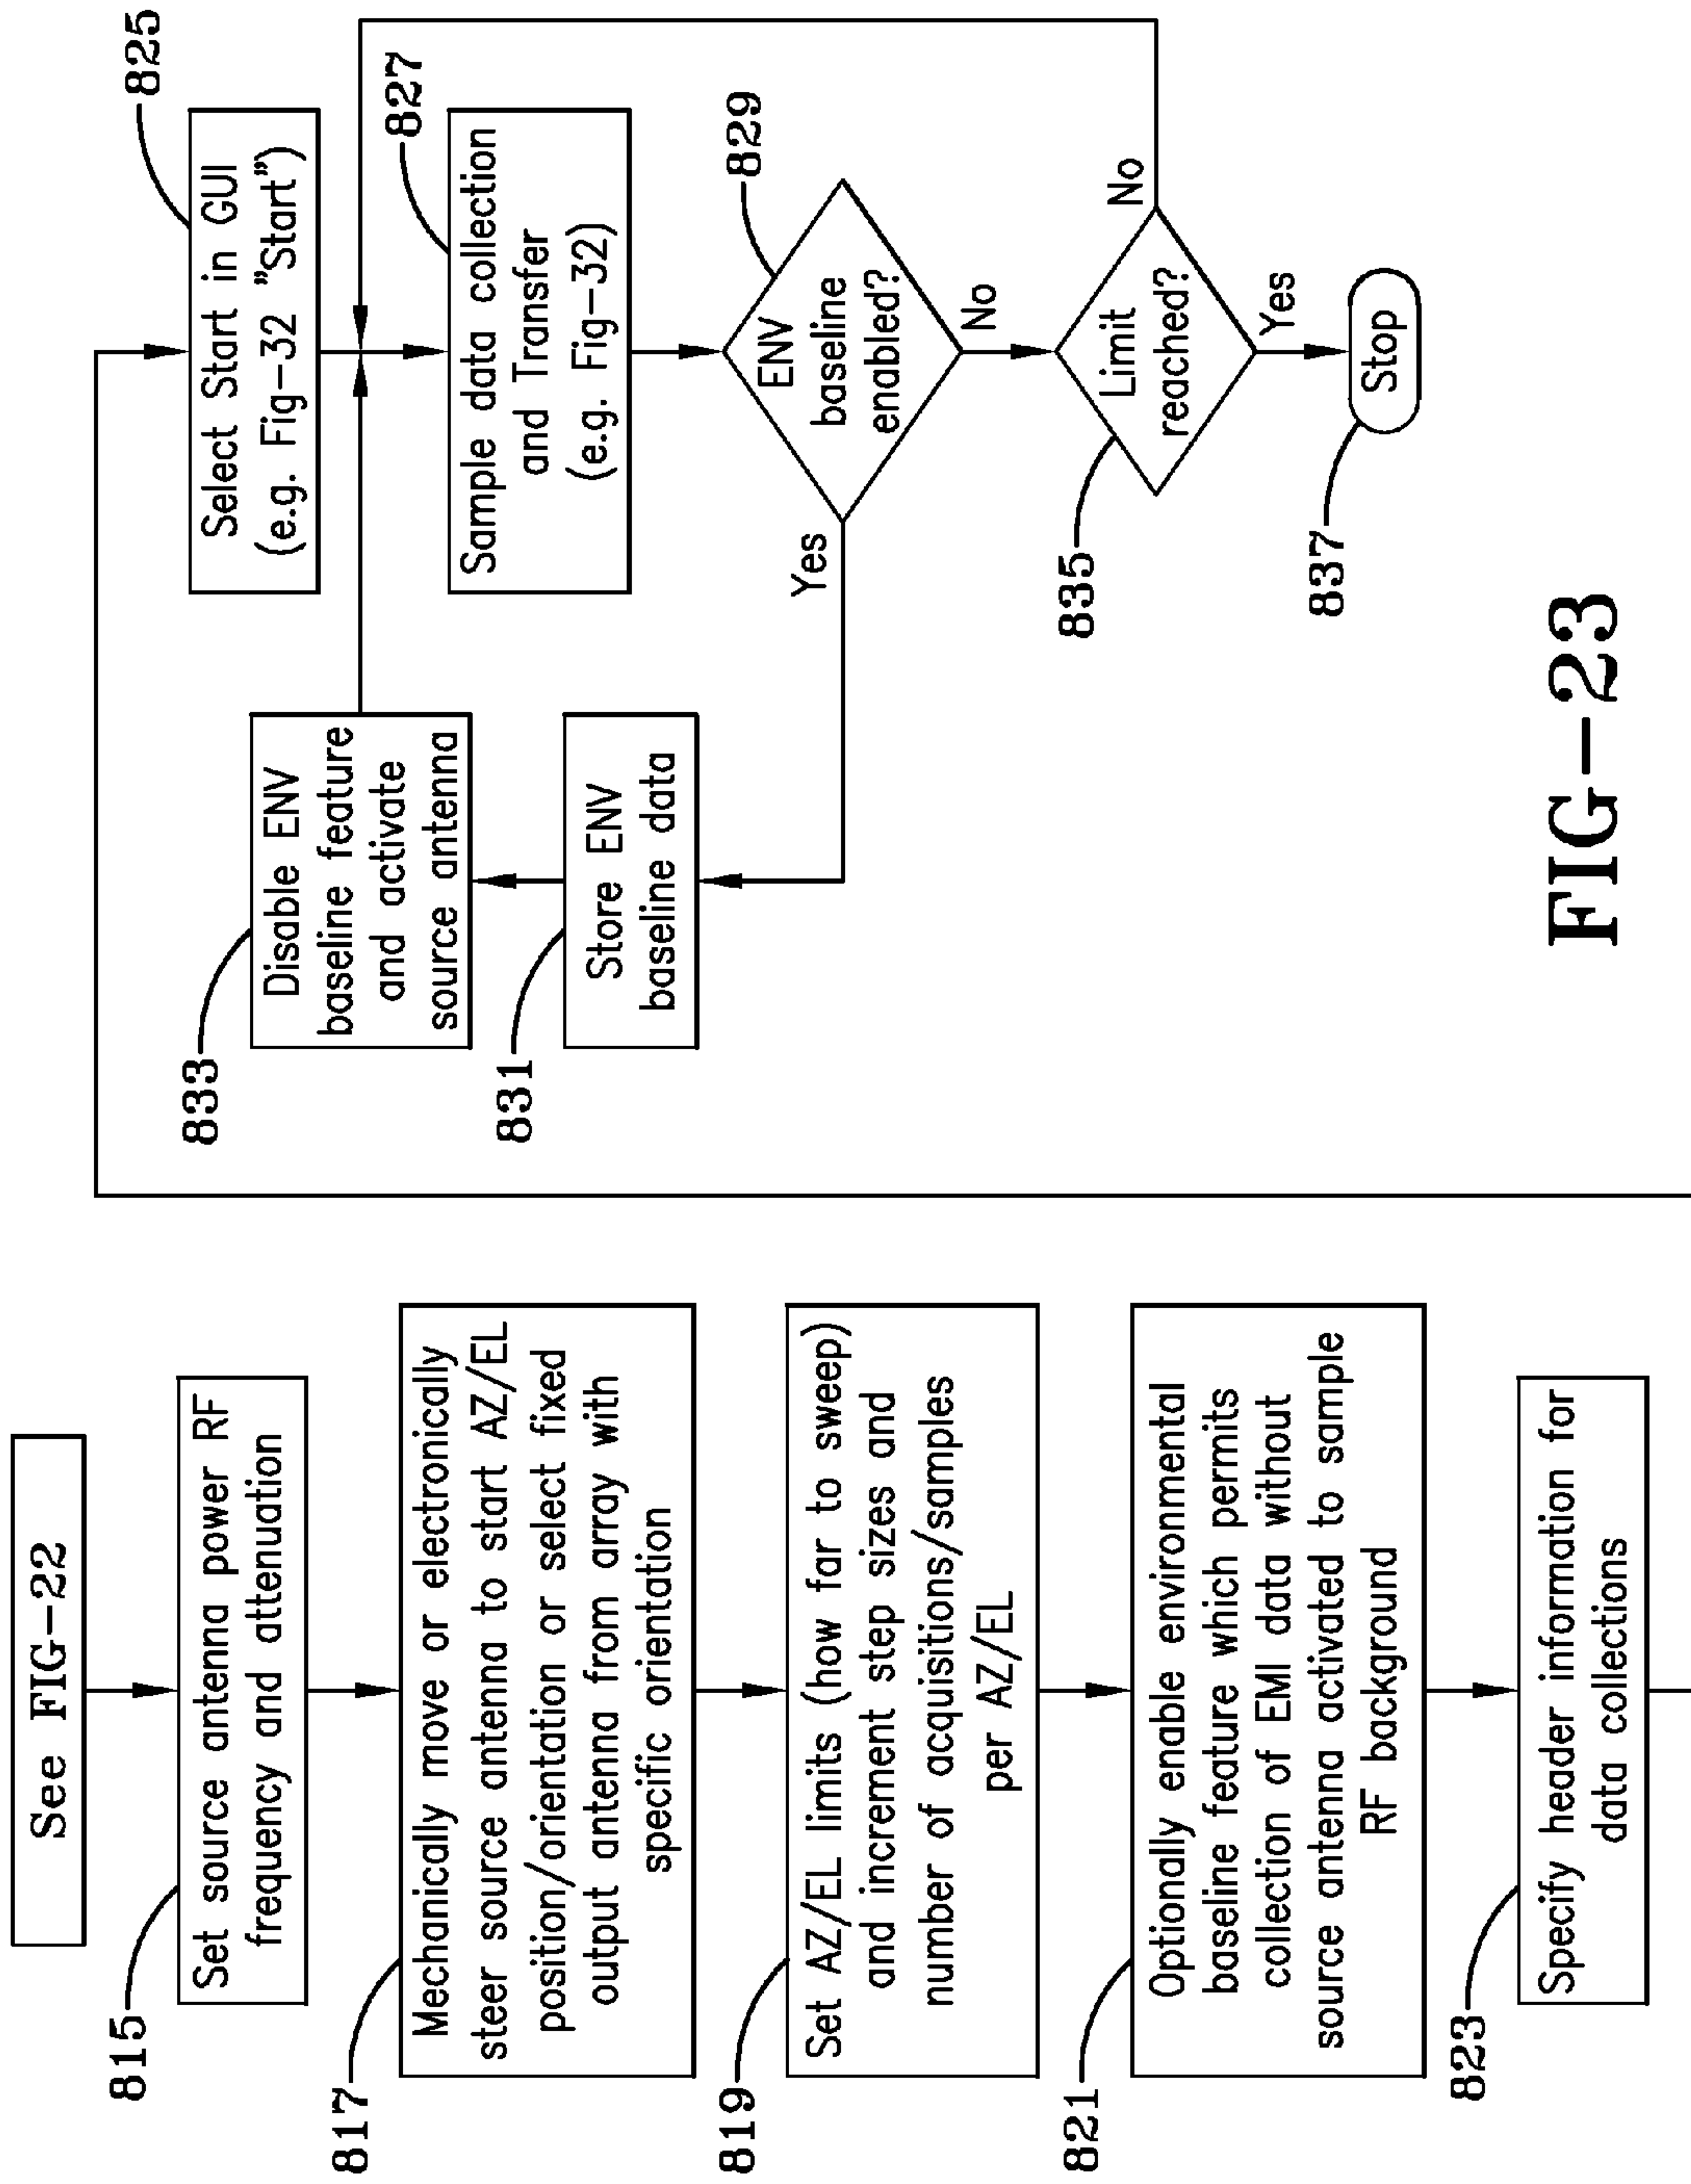 See FIG-22
815
Set source antenna power RF
frequency and attenuation
817
Mechanically move or electronically
steer source antenna to start AZ/EL
position/orientation or select fixed
output antenna from array with
specific orientation
819
Set AZ/EL limits (how far to sweep)
and increment step sizes and
number of acquisitions/samples
per AZ/EL
821
Optionally enable environmental
baseline feature which permits
collection of EMI data without
source antenna activated to sample
RF background
823
Specify header information for
data collections
825
Select Start in GUI
(e.g. Fig-32 "Start")
827
Sample data collection
and Transfer
(e.g. Fig-32)
829
ENV
baseline
enabled?
Yes
No
831
Store ENV
baseline data
833
Disable ENV
baseline feature
and activate
source antenna
835
Limit
reached?
No
Yes
837
Stop
FIG-23